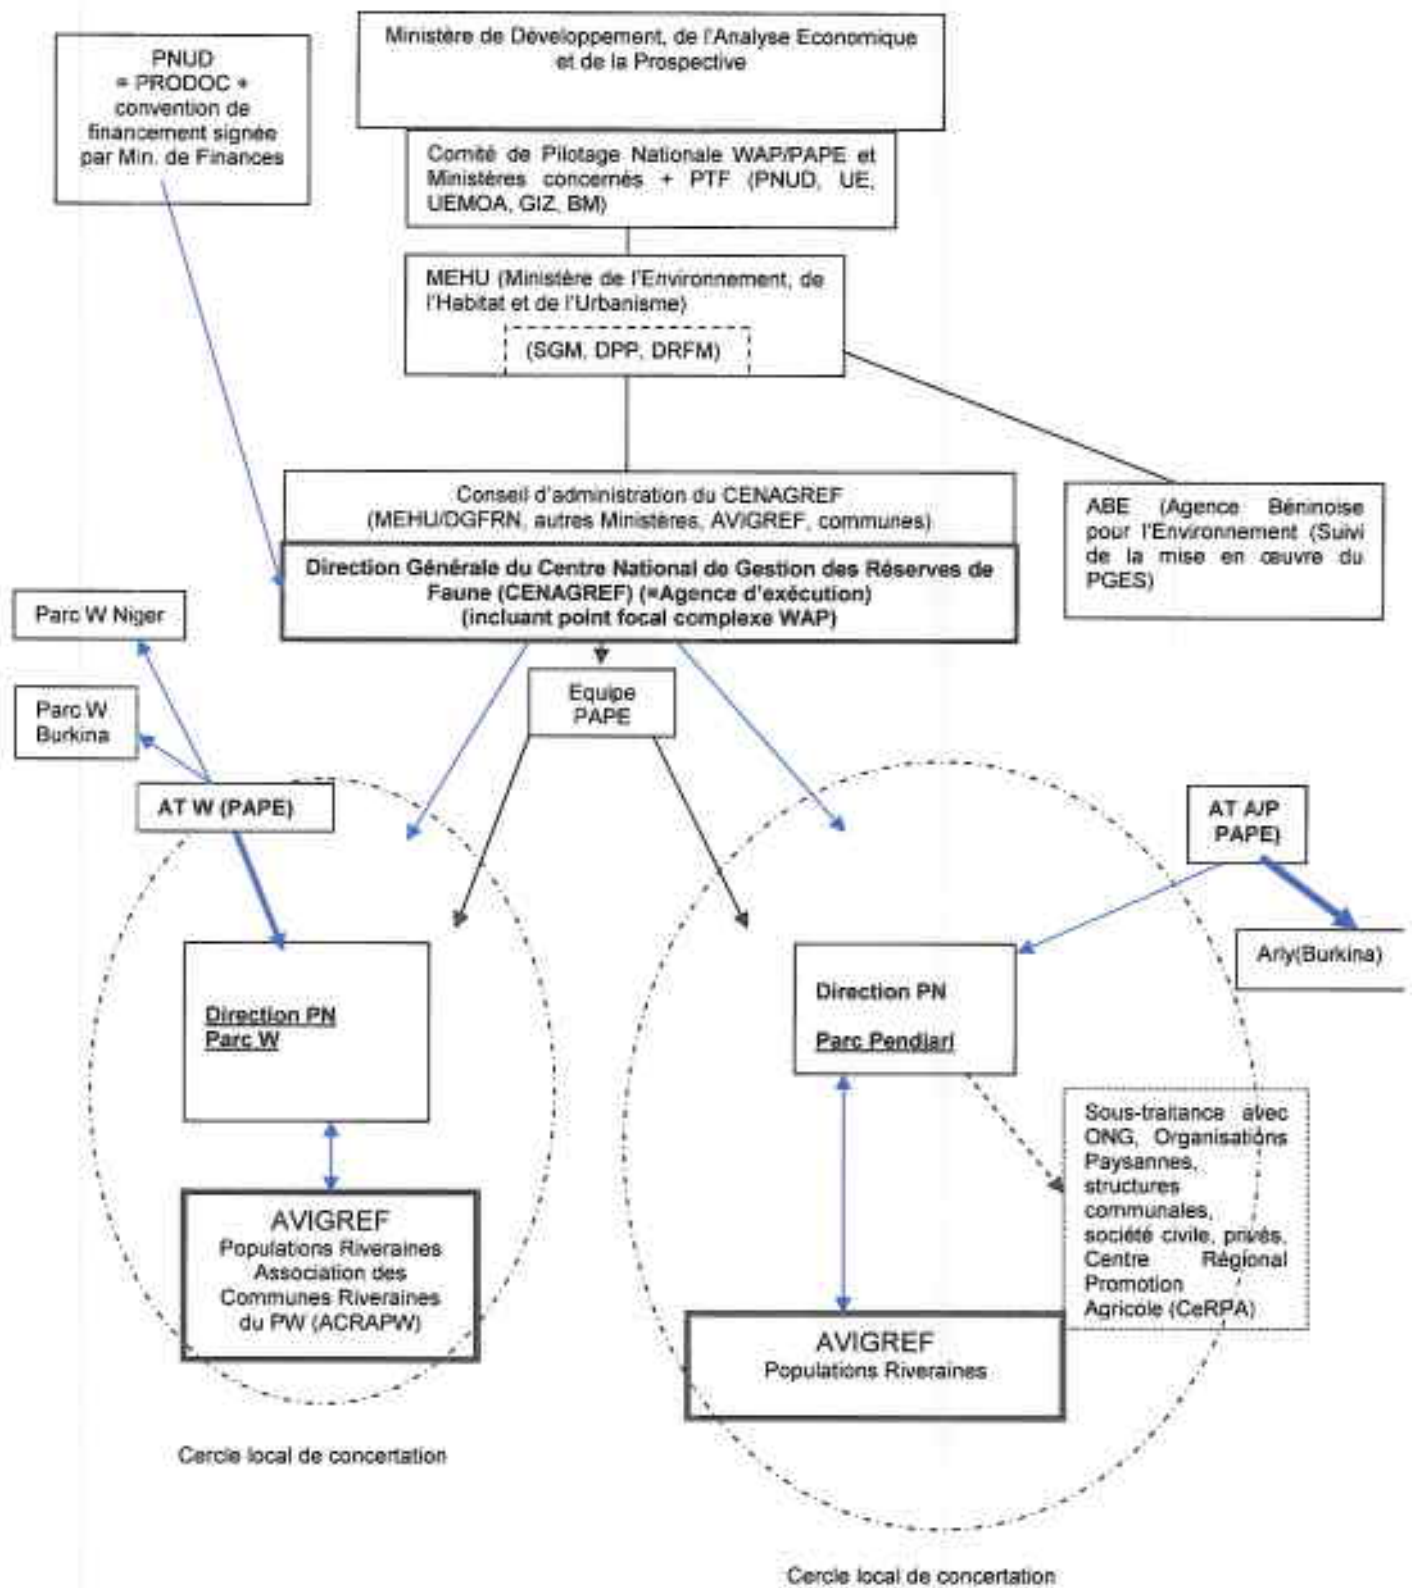 PNUD
= PRODOC +
convention de
financement signée
par Min. de Finances
Ministère de Développement, de l'Analyse Economique
et de la Prospective
Comité de Pilotage Nationale WAP/PAPE et
Ministères concernés + PTF (PNUD, UE,
UEMOA, GIZ, BM)
MEHU (Ministère de l'Environnement, de
l'Habitat et de l'Urbanisme)
(SGM, DPP, DRFM)
Conseil d'administration du CENAGREF
(MEHU/DGFRN, autres Ministères, AVIGREF, communes)
Direction Générale du Centre National de Gestion des Réserves de
Faune (CENAGREF) (=Agence d'exécution)
(incluant point focal complexe WAP)
ABE (Agence Béninoise
pour l'Environnement (Suivi
de la mise en œuvre du
PGES)
Parc W Niger
Parc W
Burkina
Equipe
PAPE
AT W (PAPE)
AT A/P
PAPE)
Arly(Burkina)
Direction PN
Parc W
Direction PN
Parc Pendjari
AVIGREF
Populations Riveraines
Association des
Communes Riveraines
du PW (ACRAPW)
Sous-traitance avec
ONG, Organisations
Paysannes,
structures
communales,
société civile, privés,
Centre Régional
Promotion
Agricole (CeRPA)
AVIGREF
Populations Riveraines
Cercle local de concertation
Cercle local de concertation